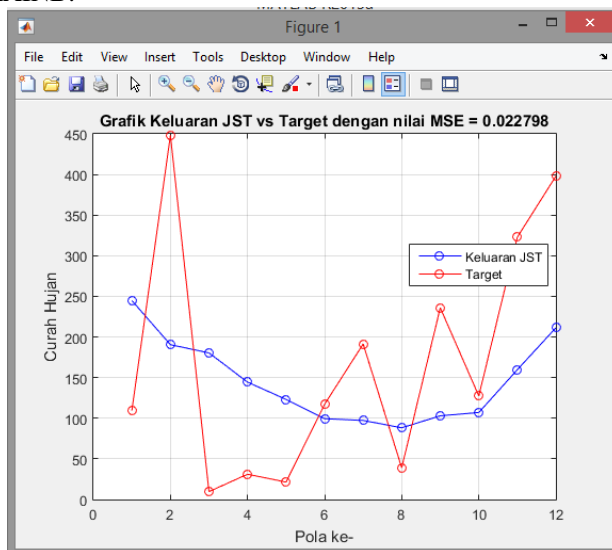 Figure 1
File Edit View Insert Tools Desktop Window Help
Grafik Keluaran JST vs Target dengan nilai MSE = 0.022798
450
400
350
300
250
200
150
100
50
0
Curah Hujan
Keluaran JST
Target
0 2 4 6 8 10 12
Pola ke-